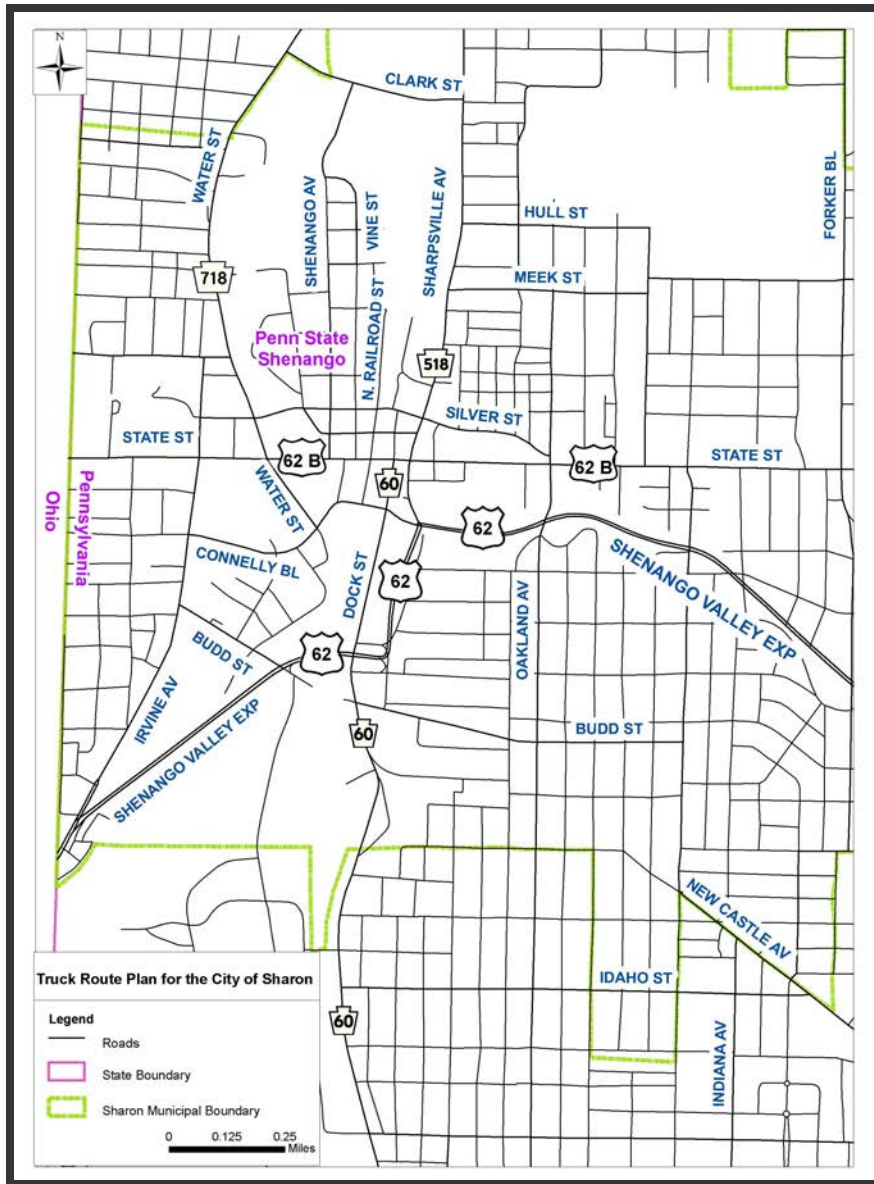 N
CLARK ST
WATER ST
SHENANGO AV
VINE ST
SHARPSVILLE AV
HULL ST
FORKER BL
718
MEEK ST
Penn State
Shenango
N. RAILROAD ST
518
SILVER ST
STATE ST
62 B
62 B
STATE ST
60
WATER ST
62
Pennsylvania
Ohio
CONNELLY BL
DOCK ST
62
SHENANGO VALLEY EXP
OAKLAND AV
BUDD ST
62
IRVINE AV
SHENANGO VALLEY EXP
60
BUDD ST
NEW CASTLE AV
IDAHO ST
60
INDIANA AV
Truck Route Plan for the City of Sharon
Legend
Roads
State Boundary
Sharon Municipal Boundary
0 0.125 0.25
Miles